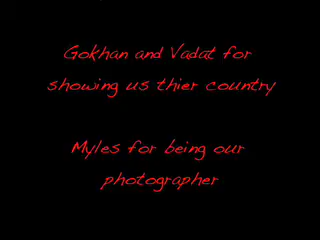 Gokhan and Vadat for
showing us thier country
Myles for being our
photographer